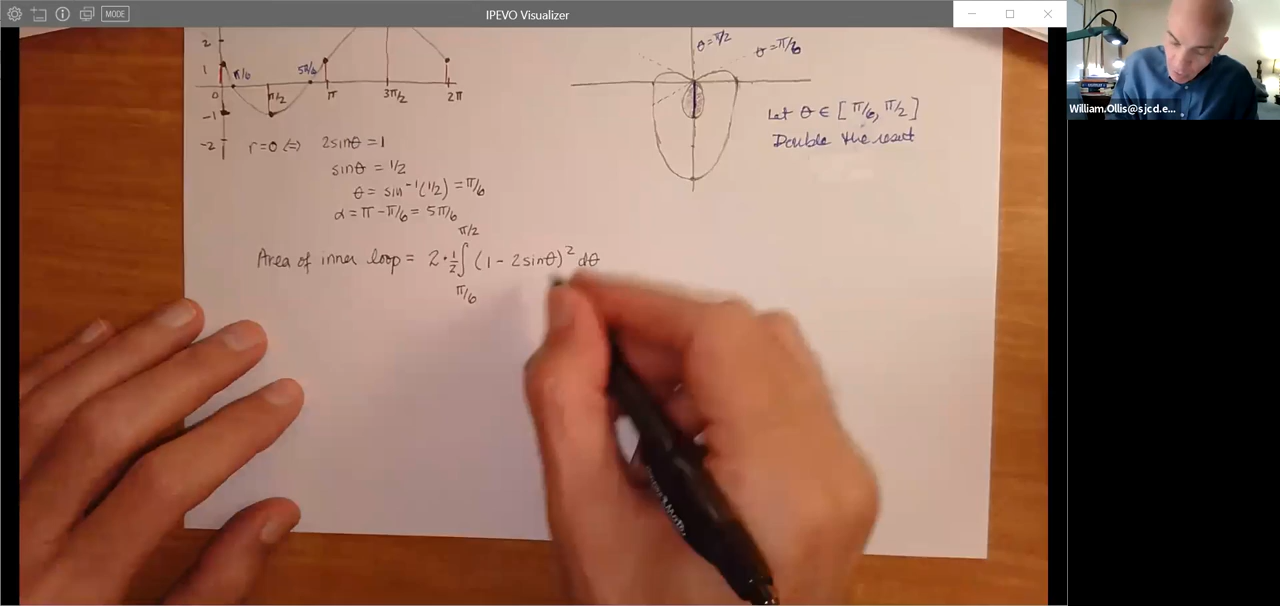 IPEVO Visualizer
MODE
2
1
0
-1
-2
π/6
π/2
5π/6
π
3π/2
2π
θ=π/2
θ=π/6
Let θ ∈ [π/6, π/2]
Double the result
r=0 ⇔ 2sinθ=1
sinθ = 1/2
θ = sin⁻¹(1/2) = π/6
α = π - π/6 = 5π/6
Area of inner loop = 2·½ ∫_{π/6}^{π/2} (1 - 2sinθ)² dθ
William.Ollis@sjcd.e...